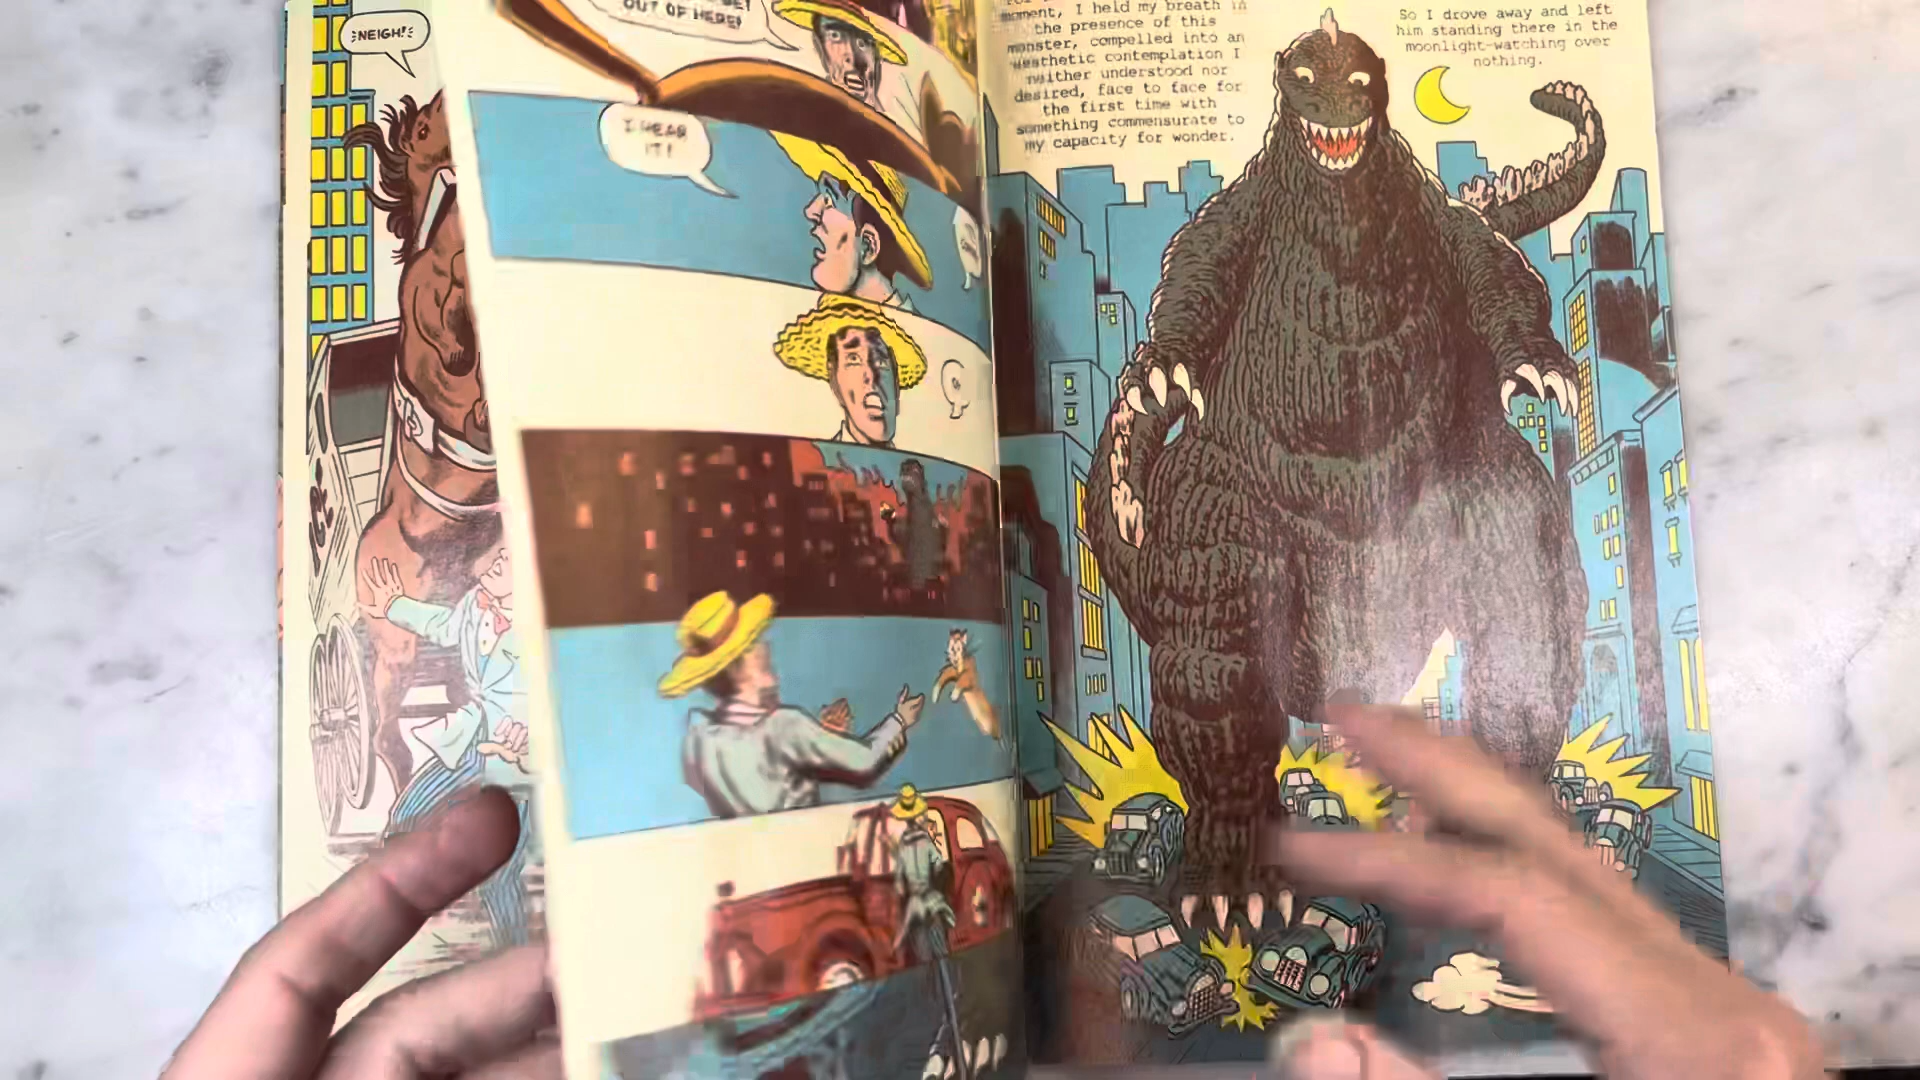 NEIGH!
OUT OF HERE!
I HEAR
IT!
moment, I held my breath in
the presence of this
monster, compelled into an
aesthetic contemplation I
neither understood nor
desired, face to face for
the first time with
something commensurate to
my capacity for wonder.
So I drove away and left
him standing there in the
moonlight-watching over
nothing.
ICE